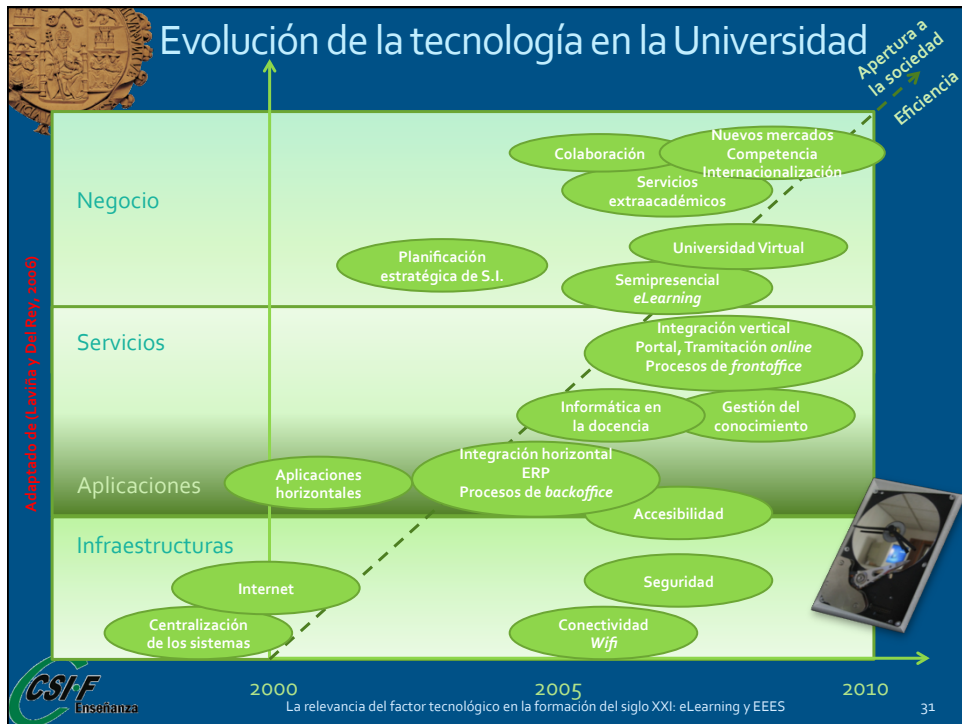 Evolución de la tecnología en la Universidad
Apertura a
la sociedad
Eficiencia
Negocio
Colaboración
Nuevos mercados
Competencia
Internacionalización
Servicios
extraacadémicos
Universidad Virtual
Planificación
estratégica de S.I.
Semipresencial
eLearning
Servicios
Integración vertical
Portal, Tramitación online
Procesos de frontoffice
Informática en
la docencia
Gestión del
conocimiento
Aplicaciones
Aplicaciones
horizontales
Integración horizontal
ERP
Procesos de backoffice
Accesibilidad
Infraestructuras
Internet
Seguridad
Centralización
de los sistemas
Conectividad
Wifi
Adaptado de (Laviña y Del Rey, 2006)
2000
2005
2010
CSI-F
Enseñanza
La relevancia del factor tecnológico en la formación del siglo XXI: eLearning y EEES
31